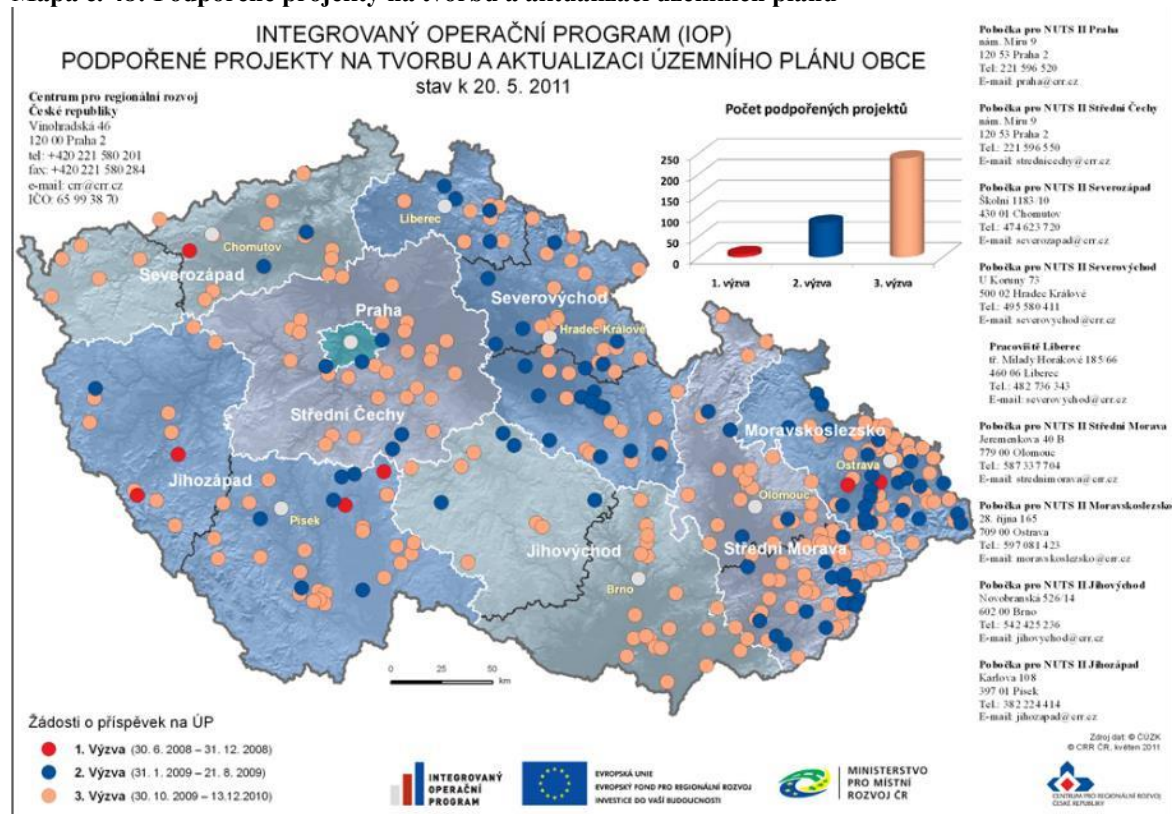 Mapa č. 48: Podpořené projekty na tvorbu a aktualizaci územních plánů
INTEGROVANÝ OPERAČNÍ PROGRAM (IOP)
PODPOŘENÉ PROJEKTY NA TVORBU A AKTUALIZACI ÚZEMNÍHO PLÁNU OBCE
stav k 20. 5. 2011
Centrum pro regionální rozvoj
České republiky
Vinohradská 46
120 00 Praha 2
tel: +420 221 580 201
fax: +420 221 580 284
e-mail: crr@crr.cz
IČO: 65 99 38 70
Počet podpořených projektů
250
200
150
100
50
0
1. výzva
2. výzva
3. výzva
Liberec
Chomutov
Severozápad
Praha
Severovýchod
Hradec Králové
Střední Čechy
Moravskoslezsko
Ostrava
Jihozápad
Písek
Olomouc
Jihovýchod
Střední Morava
Brno
0 25 50
km
Pobočka pro NUTS II Praha
nám. Míru 9
120 53 Praha 2
Tel: 221 596 520
E-mail: praha@crr.cz
Pobočka pro NUTS II Střední Čechy
nám. Míru 9
120 53 Praha 2
Tel.: 221 596 550
E-mail: strednicechy@crr.cz
Pobočka pro NUTS II Severozápad
Školní 1183/10
430 01 Chomutov
Tel.: 474 623 720
E-mail: severozapad@crr.cz
Pobočka pro NUTS II Severovýchod
U Koruny 73
500 02 Hradec Králové
Tel.: 495 580 411
E-mail: severovychod@crr.cz
Pracoviště Liberec
tř. Milady Horákové 185/66
460 06 Liberec
Tel.: 482 736 343
E-mail: severovychod@crr.cz
Pobočka pro NUTS II Střední Morava
Jeremenkova 40 B
779 00 Olomouc
Tel.: 587 337 704
E-mail: strednimorava@crr.cz
Pobočka pro NUTS II Moravskoslezsko
28. října 165
709 00 Ostrava
Tel.: 597 081 423
E-mail: moravskoslezsko@crr.cz
Pobočka pro NUTS II Jihovýchod
Novobranská 526/14
602 00 Brno
Tel.: 542 425 236
E-mail: jihovychod@crr.cz
Pobočka pro NUTS II Jihozápad
Karlova 108
397 01 Písek
Tel.: 382 224 414
E-mail: jihozapad@crr.cz
Zdroj dat: © ČÚZK
© CRR ČR, květen 2011
Žádosti o příspěvek na ÚP
1. Výzva (30. 6. 2008 – 31. 12. 2008)
2. Výzva (31. 1. 2009 – 21. 8. 2009)
3. Výzva (30. 10. 2009 – 13.12.2010)
INTEGROVANÝ
OPERAČNÍ
PROGRAM
EVROPSKÁ UNIE
EVROPSKÝ FOND PRO REGIONÁLNÍ ROZVOJ
INVESTICE DO VAŠÍ BUDOUCNOSTI
MINISTERSTVO
PRO MÍSTNÍ
ROZVOJ ČR
CENTRUM PRO REGIONÁLNÍ ROZVOJ
ČESKÉ REPUBLIKY